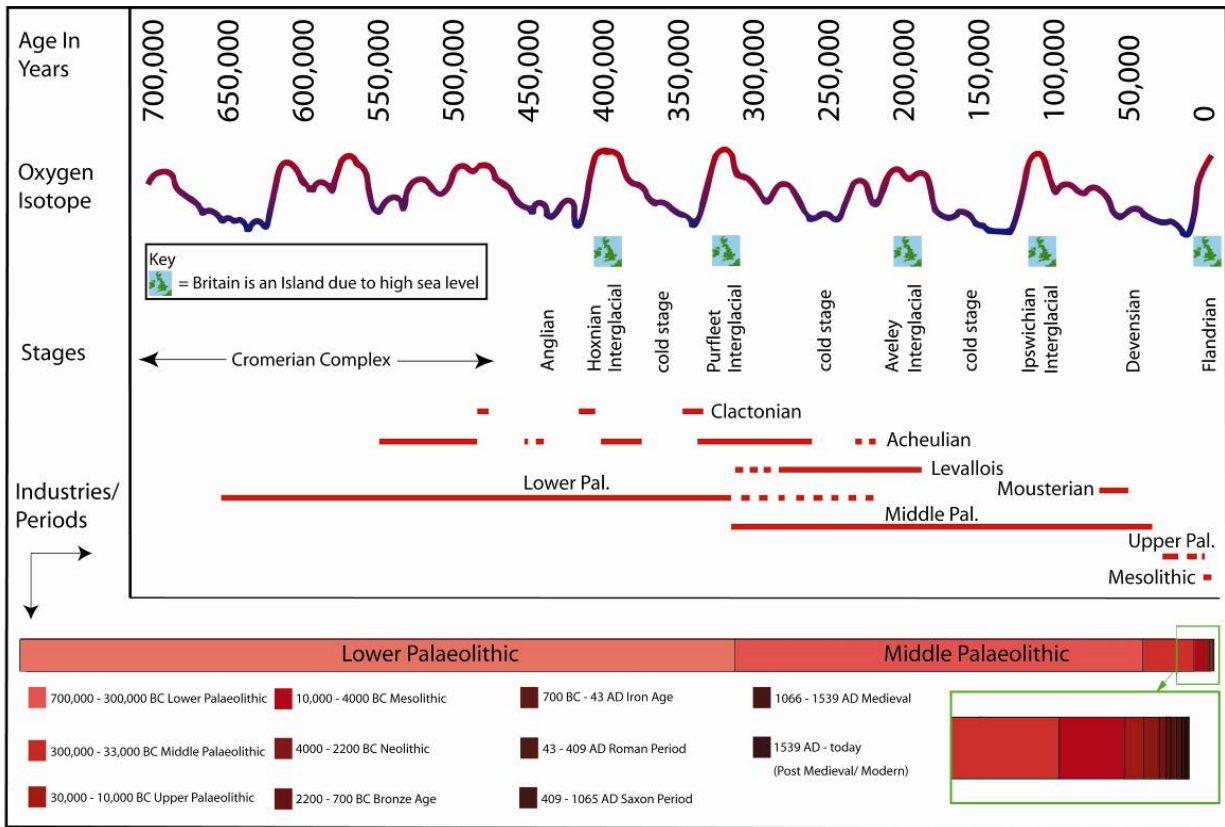 Age In
Years
700,000
650,000
600,000
550,000
500,000
450,000
400,000
350,000
300,000
250,000
200,000
150,000
100,000
50,000
0
Oxygen
Isotope
Key
= Britain is an Island due to high sea level
Stages
Cromerian Complex
Anglian
Hoxnian
Interglacial
cold stage
Purfleet
Interglacial
cold stage
Aveley
Interglacial
cold stage
Ipswichian
Interglacial
Devensian
Flandrian
Industries/
Periods
Clactonian
Acheulian
Levallois
Lower Pal.
Mousterian
Middle Pal.
Upper Pal.
Mesolithic
Lower Palaeolithic
Middle Palaeolithic
700,000 - 300,000 BC Lower Palaeolithic
300,000 - 33,000 BC Middle Palaeolithic
30,000 - 10,000 BC Upper Palaeolithic
10,000 - 4000 BC Mesolithic
4000 - 2200 BC Neolithic
2200 - 700 BC Bronze Age
700 BC - 43 AD Iron Age
43 - 409 AD Roman Period
409 - 1065 AD Saxon Period
1066 - 1539 AD Medieval
1539 AD - today
(Post Medieval/ Modern)